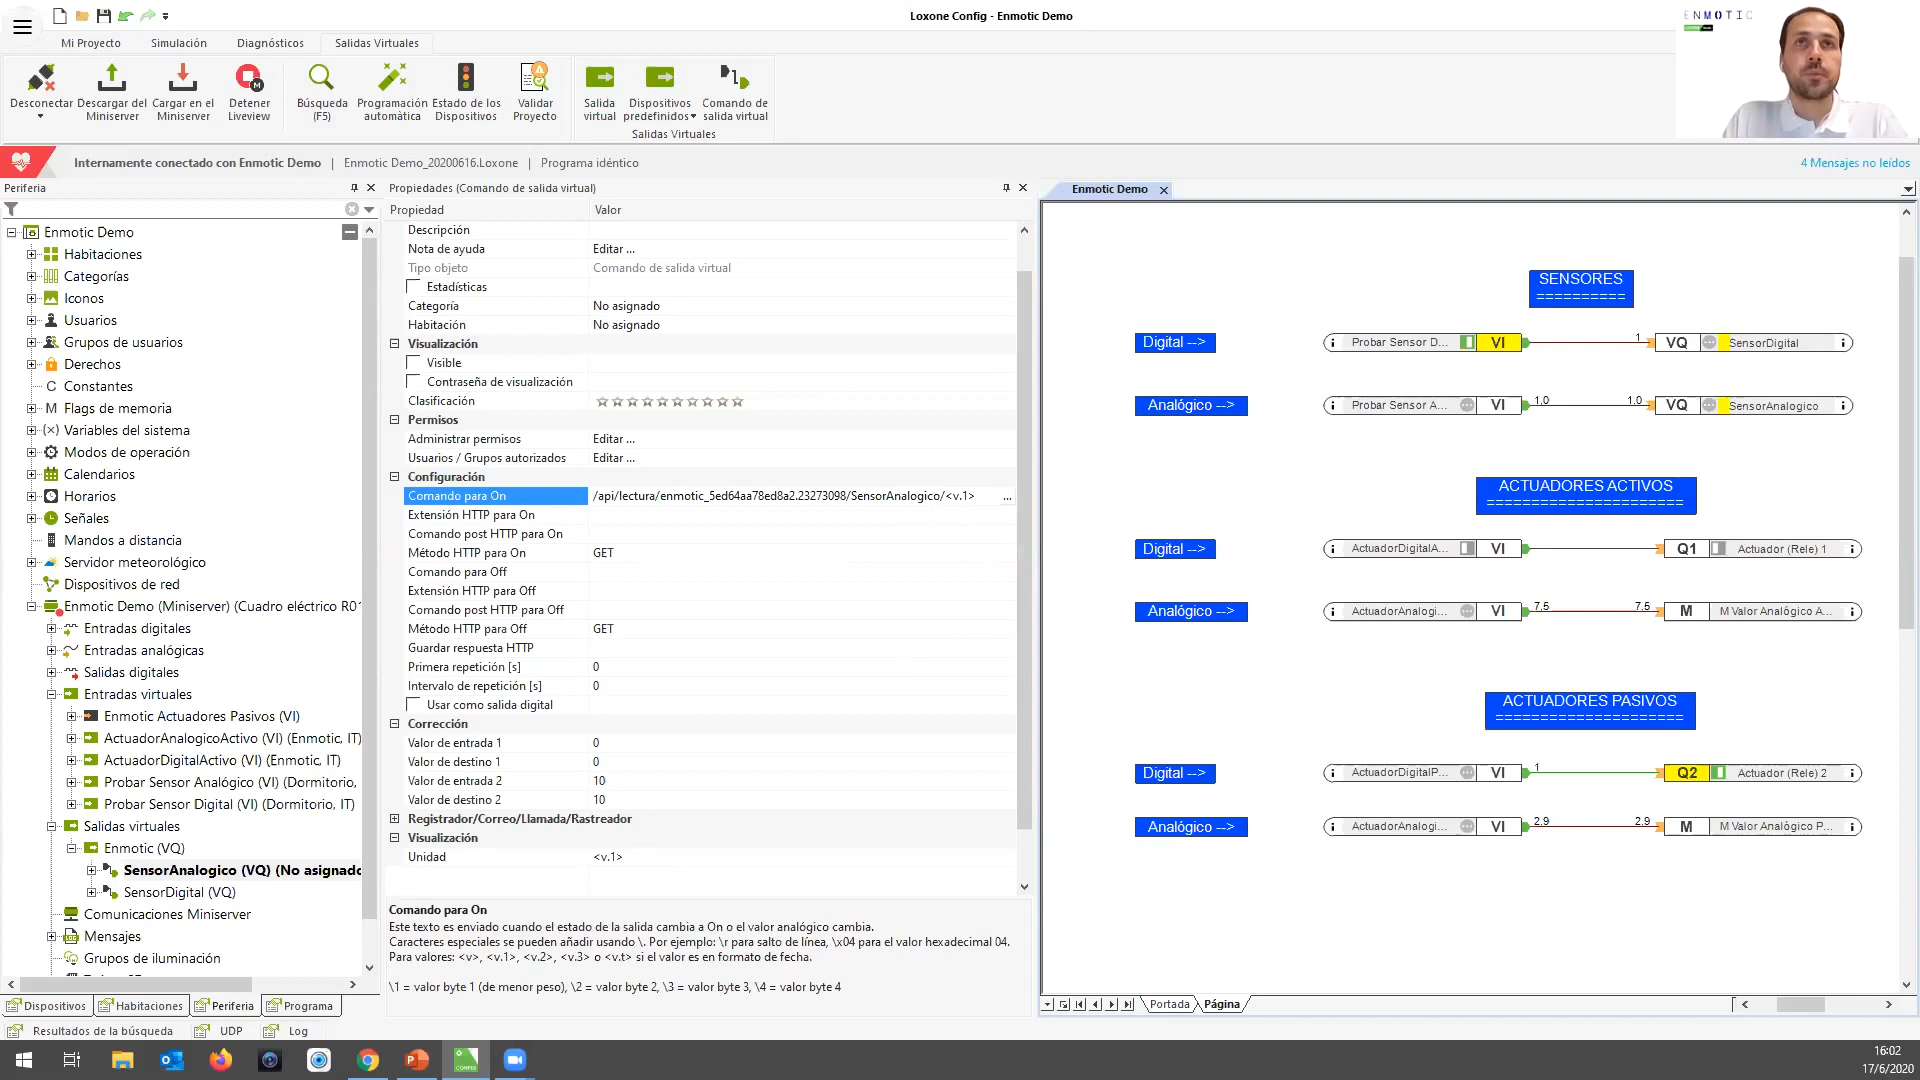 Loxone Config - Enmotic Demo
ENMOTIC
Mi Proyecto
Simulación
Diagnósticos
Salidas Virtuales
Desconectar
Descargar del Miniserver
Cargar en el Miniserver
Detener Liveview
Búsqueda (F5)
Programación automàtica
Estado de los Dispositivos
Validar Proyecto
Salida virtual
Dispositivos predefinidos
Comando de salida virtual
Salidas Virtuales
Internamente conectado con Enmotic Demo | Enmotic Demo_20200616.Loxone | Programa idéntico
4 Mensajes no leídos
Periferia
Enmotic Demo
Habitaciones
Categorías
Iconos
Usuarios
Grupos de usuarios
Derechos
C Constantes
M Flags de memoria
(x) Variables del sistema
Modos de operación
Calendarios
Horarios
Señales
Mandos a distancia
Servidor meteorológico
Dispositivos de red
Enmotic Demo (Miniserver) (Cuadro eléctrico R01
Entradas digitales
Entradas analógicas
Salidas digitales
Entradas virtuales
Enmotic Actuadores Pasivos (VI)
ActuadorAnalogicoActivo (VI) (Enmotic, IT)
ActuadorDigitalActivo (VI) (Enmotic, IT)
Probar Sensor Analógico (VI) (Dormitorio,
Probar Sensor Digital (VI) (Dormitorio, IT)
Salidas virtuales
Enmotic (VQ)
SensorAnalogico (VQ) (No asignado
SensorDigital (VQ)
Comunicaciones Miniserver
Mensajes
Grupos de iluminación
Dispositivos
Habitaciones
Periferia
Programa
Resultados de la búsqueda
UDP
Log
Propiedades (Comando de salida virtual)
Propiedad Valor
Descripción
Nota de ayuda Editar ...
Tipo objeto Comando de salida virtual
Estadísticas
Categoría No asignado
Habitación No asignado
Visualización
Visible
Contraseña de visualización
Clasificación
Permisos
Administrar permisos Editar ...
Usuarios / Grupos autorizados Editar ...
Configuración
Comando para On /api/lectura/enmotic_5ed64aa78ed8a2.23273098/SensorAnalogico/<v.1> ...
Extensión HTTP para On
Comando post HTTP para On
Método HTTP para On GET
Comando para Off
Extensión HTTP para Off
Comando post HTTP para Off
Método HTTP para Off GET
Guardar respuesta HTTP
Primera repetición [s] 0
Intervalo de repetición [s] 0
Usar como salida digital
Corrección
Valor de entrada 1 0
Valor de destino 1 0
Valor de entrada 2 10
Valor de destino 2 10
Registrador/Correo/Llamada/Rastreador
Visualización
Unidad <v.1>
Comando para On
Este texto es enviado cuando el estado de la salida cambia a On o el valor analógico cambia.
Caracteres especiales se pueden añadir usando \. Por ejemplo: \r para salto de línea, \x04 para el valor hexadecimal 04.
Para valores: <v>, <v.1>, <v.2>, <v.3> o <v.t> si el valor es en formato de fecha.
\1 = valor byte 1 (de menor peso), \2 = valor byte 2, \3 = valor byte 3, \4 = valor byte 4
Enmotic Demo
SENSORES
==========
Digital --> Probar Sensor D... VI 1 VQ SensorDigital
Analógico --> Probar Sensor A... VI 1,0 1,0 VQ SensorAnalogico
ACTUADORES ACTIVOS
=====================
Digital --> ActuadorDigitalA... VI Q1 Actuador (Rele) 1
Analógico --> ActuadorAnalogi... VI 7,5 7,5 M M Valor Analógico A...
ACTUADORES PASIVOS
====================
Digital --> ActuadorDigitalP... VI 1 Q2 Actuador (Rele) 2
Analógico --> ActuadorAnalogi... VI 2,9 2,9 M M Valor Analógico P...
Portada
Página
16:02
17/6/2020